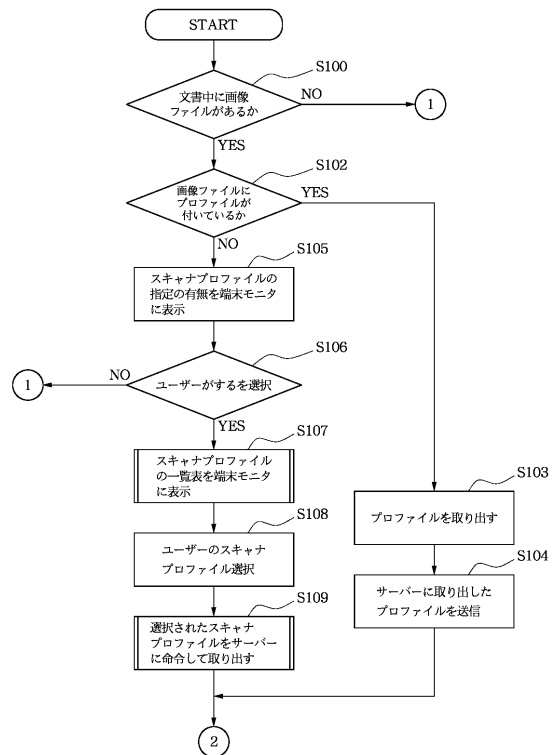 START
S100
文書中に画像
ファイルがあるか
NO
1
YES
S102
画像ファイルに
プロファイルが
付いているか
YES
NO
S105
スキャナプロファイルの
指定の有無を端末モニタ
に表示
S106
NO
1
ユーザーがするを選択
YES
S107
スキャナプロファイル
の一覧表を端末モニタ
に表示
S103
プロファイルを取り出す
S108
ユーザーのスキャナ
プロファイル選択
S104
サーバーに取り出した
プロファイルを送信
S109
選択されたスキャナ
プロファイルをサーバー
に命令して取り出す
2